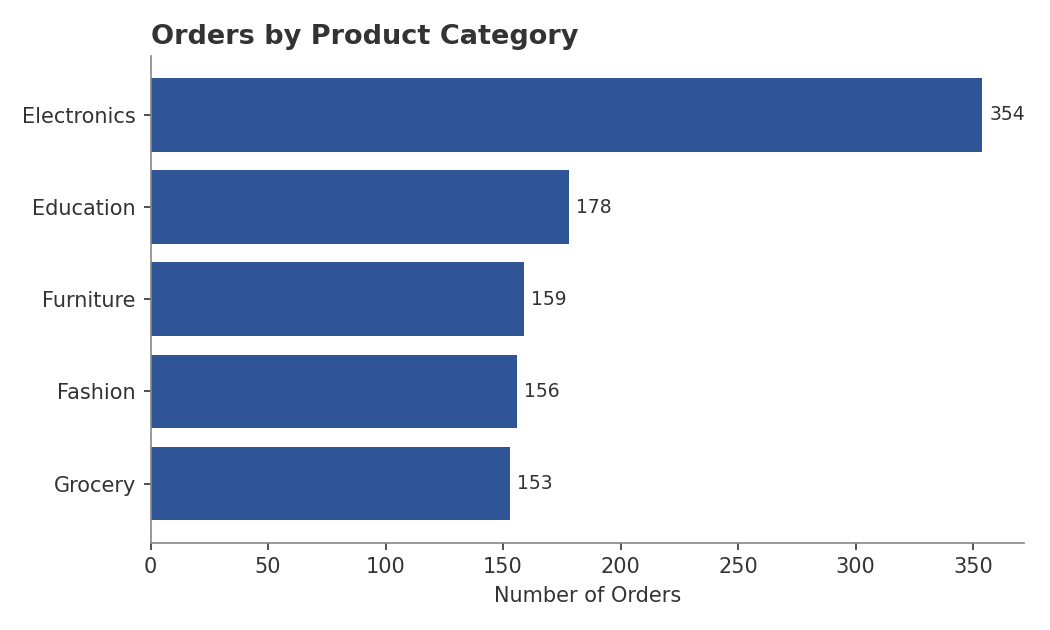 Orders by Product Category
Electronics 354
Education 178
Furniture 159
Fashion 156
Grocery 153
0 50 100 150 200 250 300 350
Number of Orders